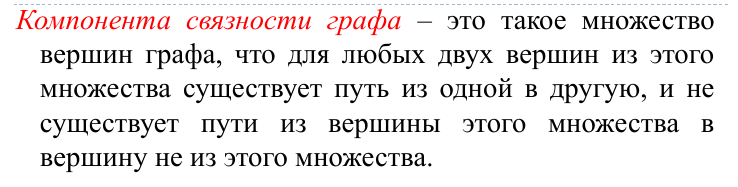 Компонента связности графа – это такое множество
вершин графа, что для любых двух вершин из этого
множества существует путь из одной в другую, и не
существует пути из вершины этого множества в
вершину не из этого множества.